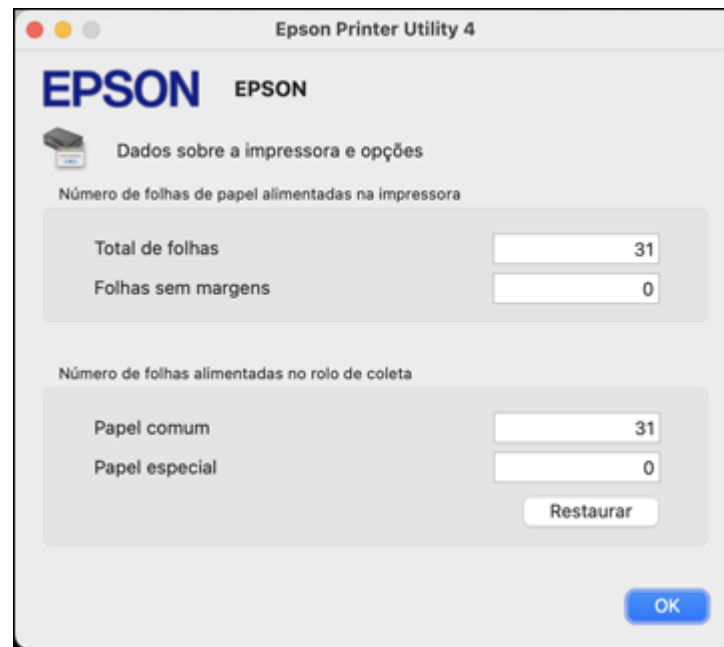 Epson Printer Utility 4
EPSON EPSON
Dados sobre a impressora e opções
Número de folhas de papel alimentadas na impressora
Total de folhas 31
Folhas sem margens 0
Número de folhas alimentadas no rolo de coleta
Papel comum 31
Papel especial 0
Restaurar
OK